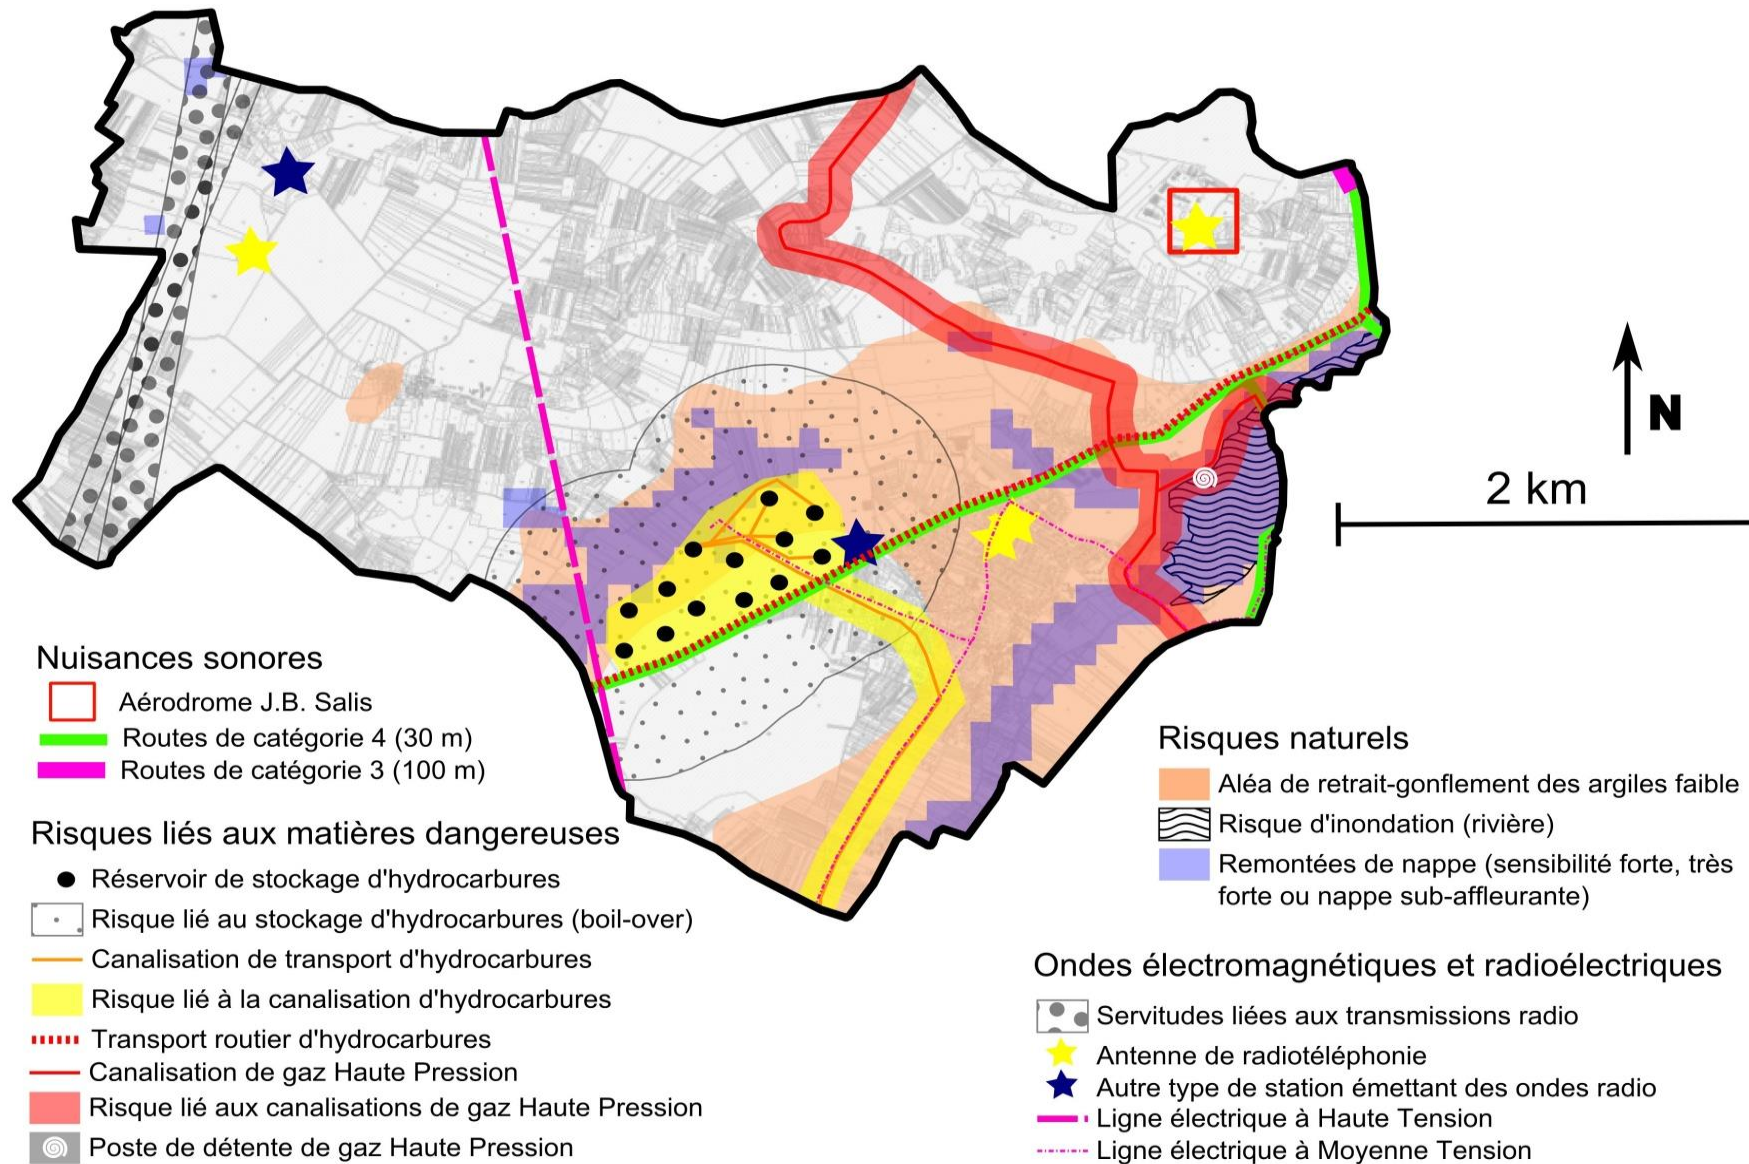 N
2 km
Nuisances sonores
Aérodrome J.B. Salis
Routes de catégorie 4 (30 m)
Routes de catégorie 3 (100 m)
Risques liés aux matières dangereuses
Réservoir de stockage d'hydrocarbures
Risque lié au stockage d'hydrocarbures (boil-over)
Canalisation de transport d'hydrocarbures
Risque lié à la canalisation d'hydrocarbures
Transport routier d'hydrocarbures
Canalisation de gaz Haute Pression
Risque lié aux canalisations de gaz Haute Pression
Poste de détente de gaz Haute Pression
Risques naturels
Aléa de retrait-gonflement des argiles faible
Risque d'inondation (rivière)
Remontées de nappe (sensibilité forte, très
forte ou nappe sub-affleurante)
Ondes électromagnétiques et radioélectriques
Servitudes liées aux transmissions radio
Antenne de radiotéléphonie
Autre type de station émettant des ondes radio
Ligne électrique à Haute Tension
Ligne électrique à Moyenne Tension